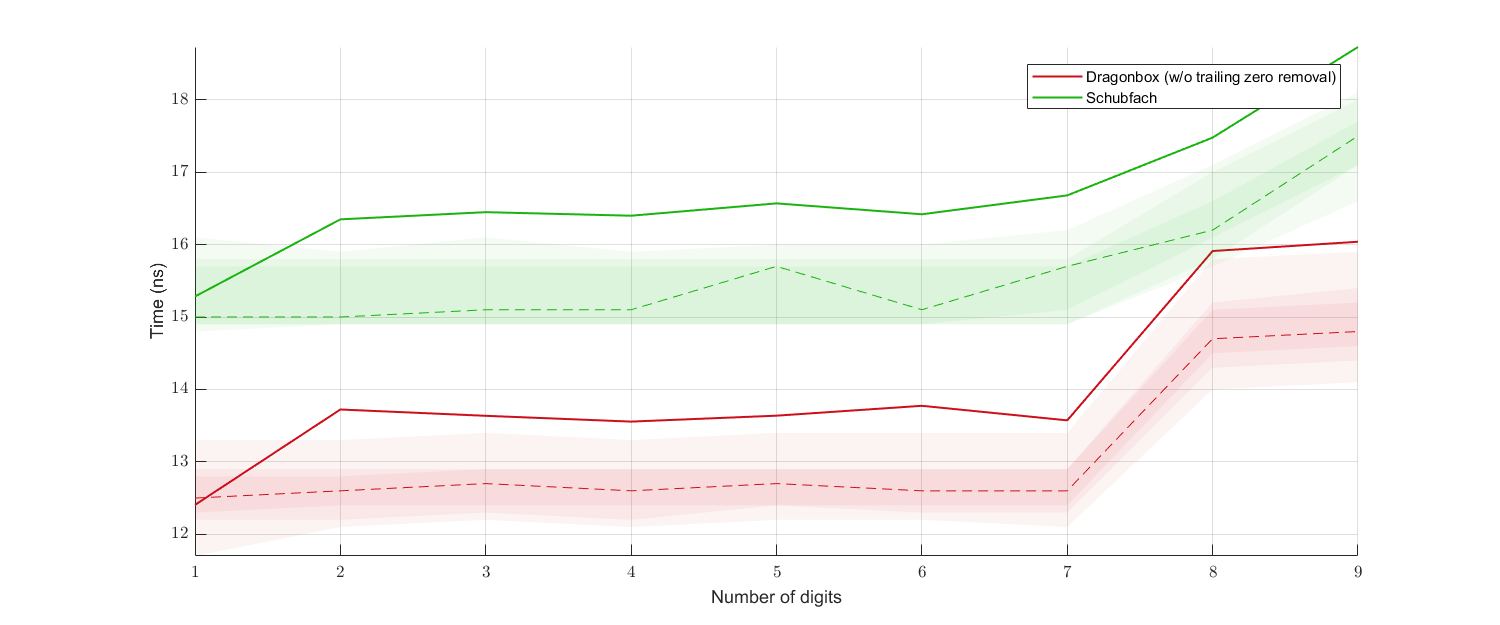 Dragonbox (w/o trailing zero removal)
Schubfach
18
17
16
15
14
13
12
Time (ns)
1 2 3 4 5 6 7 8 9
Number of digits